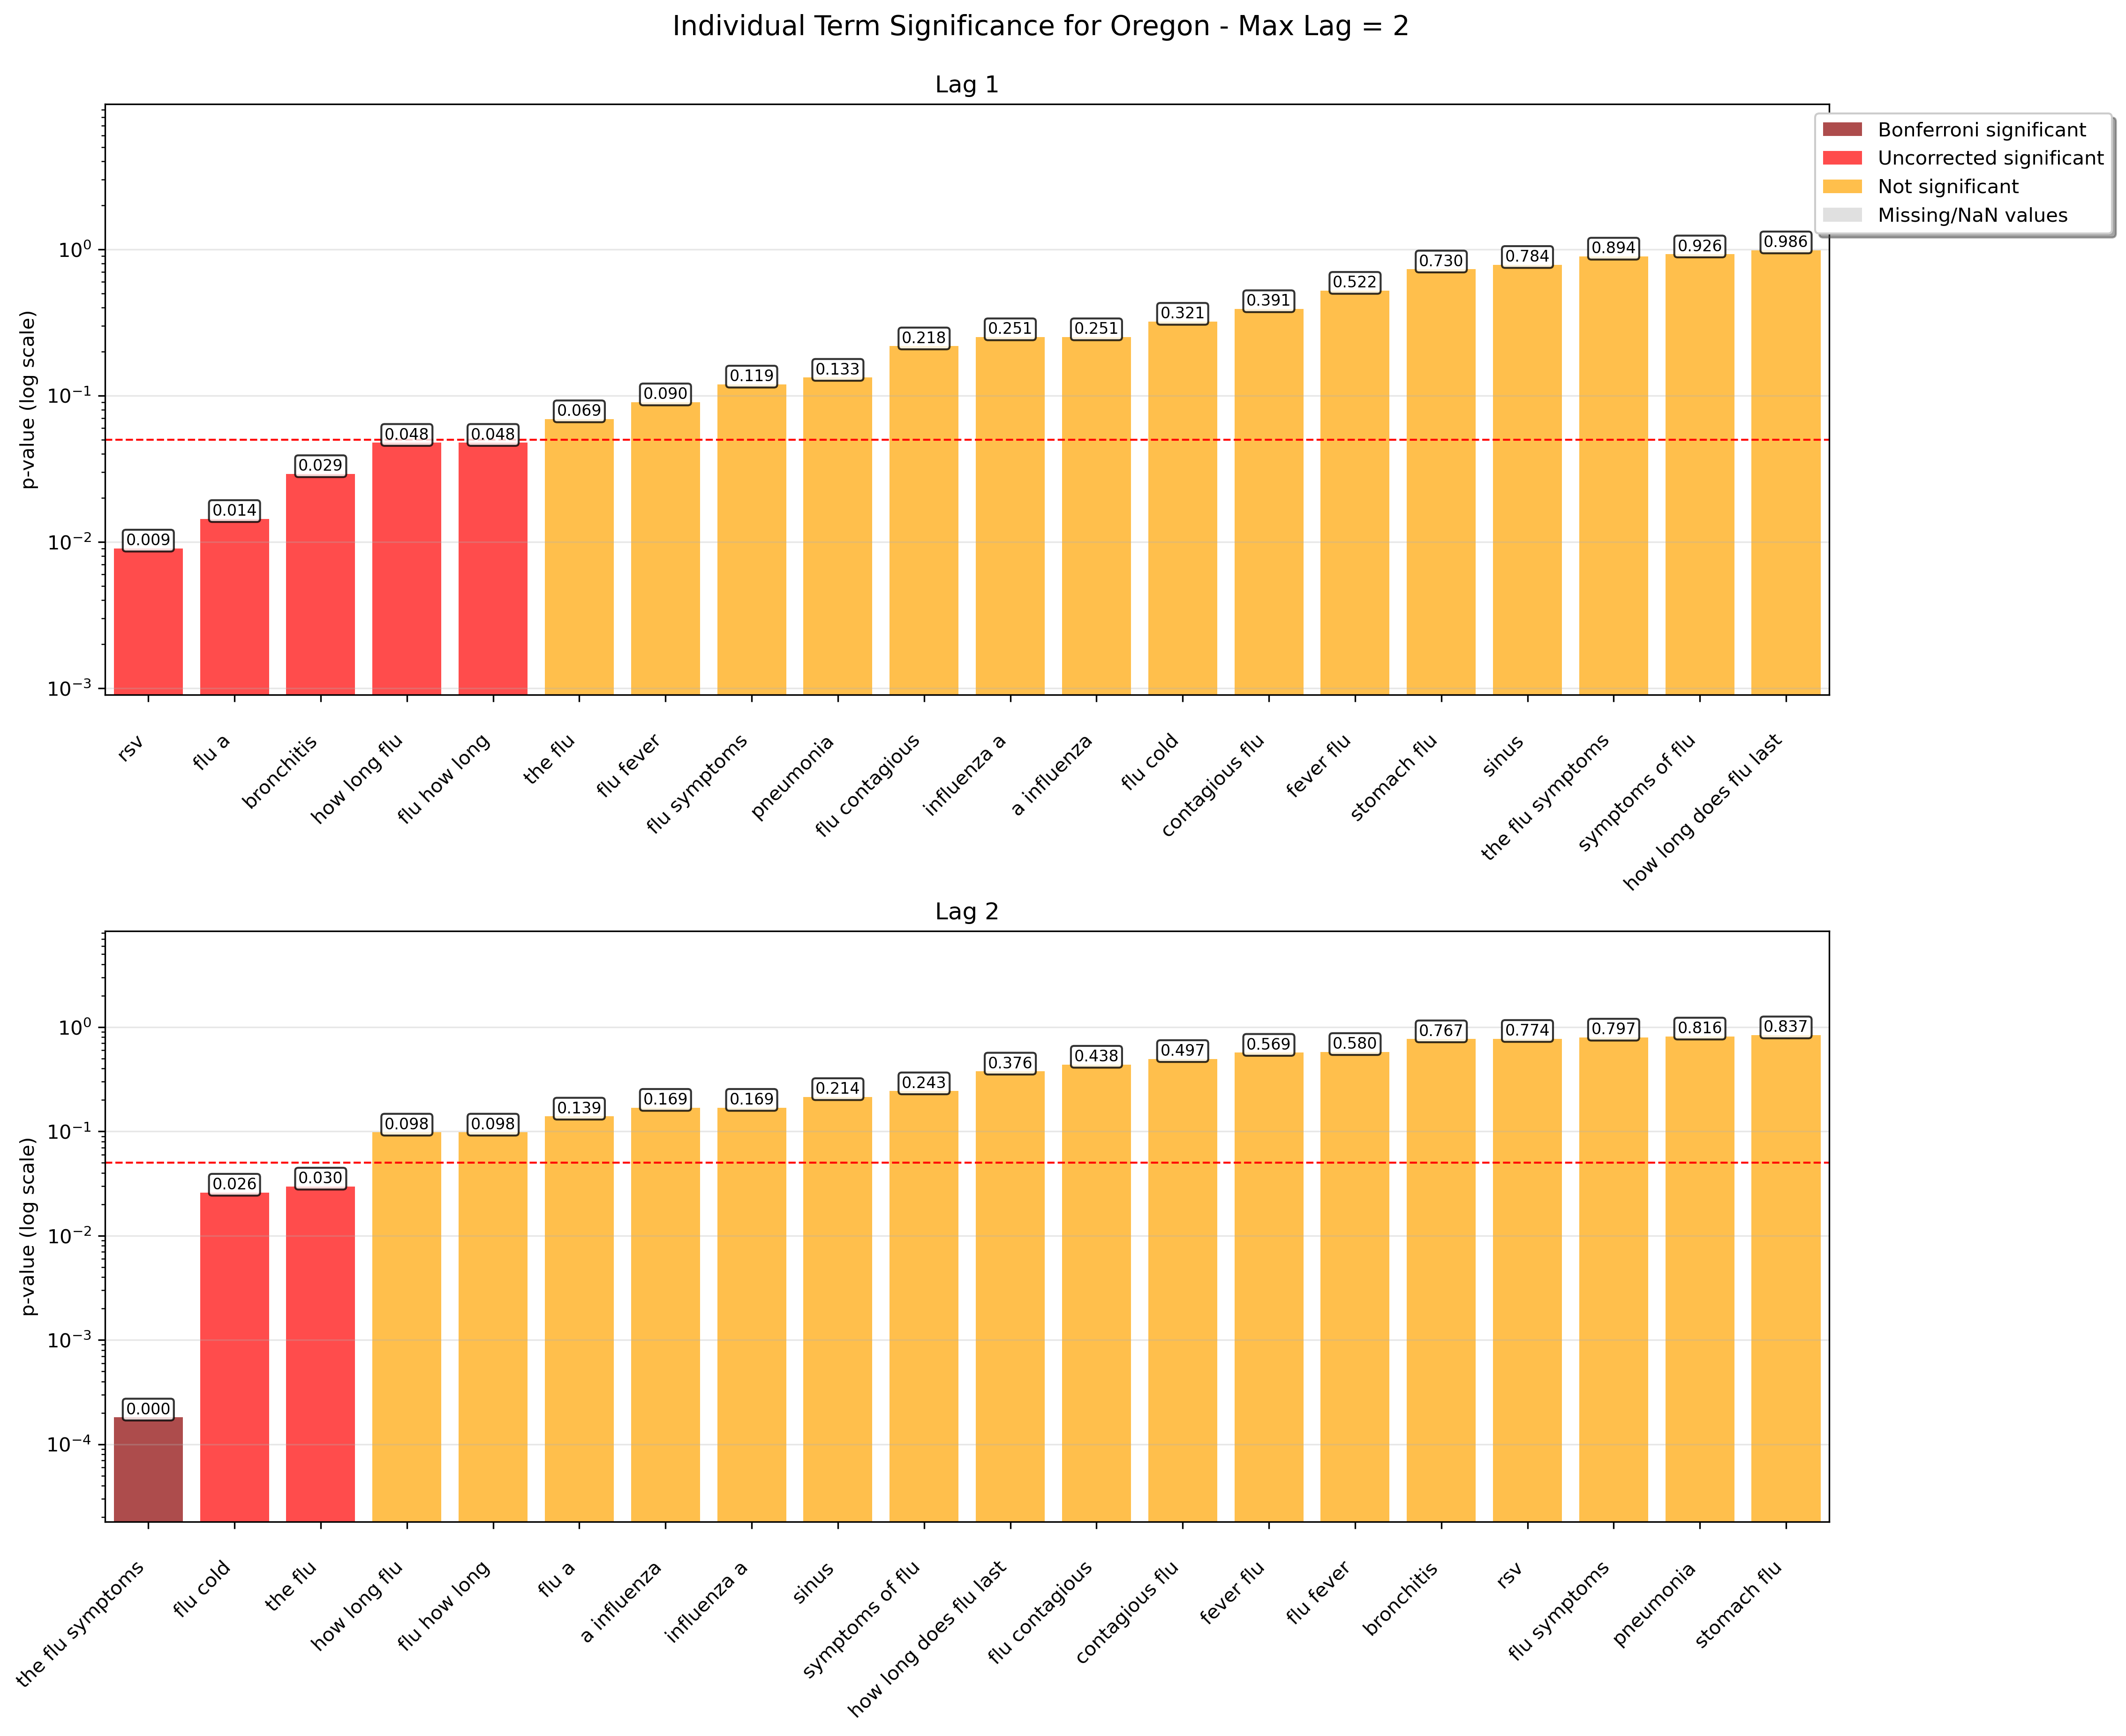 Individual Term Significance for Oregon - Max Lag = 2
Lag 1
Bonferroni significant
Uncorrected significant
Not significant
Missing/NaN values
p-value (log scale)
10⁰
10⁻¹
10⁻²
10⁻³
0.009
0.014
0.029
0.048
0.048
0.069
0.090
0.119
0.133
0.218
0.251
0.251
0.321
0.391
0.522
0.730
0.784
0.894
0.926
0.986
rsv
flu a
bronchitis
how long flu
flu how long
the flu
flu fever
flu symptoms
pneumonia
flu contagious
influenza a
a influenza
flu cold
contagious flu
fever flu
stomach flu
sinus
the flu symptoms
symptoms of flu
how long does flu last
Lag 2
p-value (log scale)
10⁰
10⁻¹
10⁻²
10⁻³
10⁻⁴
0.000
0.026
0.030
0.098
0.098
0.139
0.169
0.169
0.214
0.243
0.376
0.438
0.497
0.569
0.580
0.767
0.774
0.797
0.816
0.837
the flu symptoms
flu cold
the flu
how long flu
flu how long
flu a
a influenza
influenza a
sinus
symptoms of flu
how long does flu last
flu contagious
contagious flu
fever flu
flu fever
bronchitis
rsv
flu symptoms
pneumonia
stomach flu